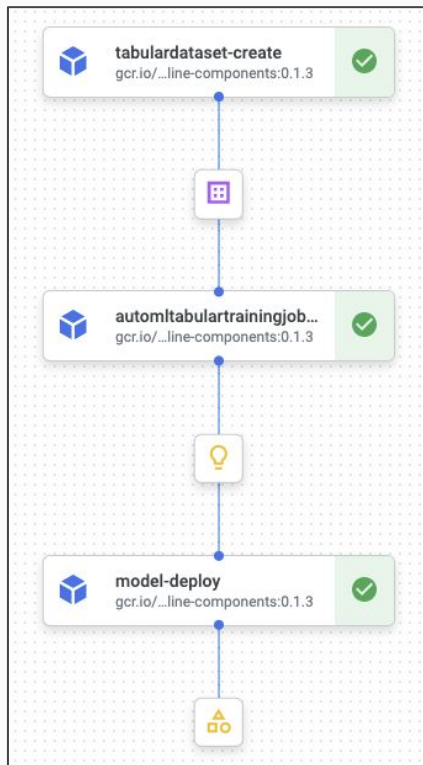 tabulardataset-create
gcr.io/...line-components:0.1.3
automltabulartrainingjob...
gcr.io/...line-components:0.1.3
model-deploy
gcr.io/...line-components:0.1.3